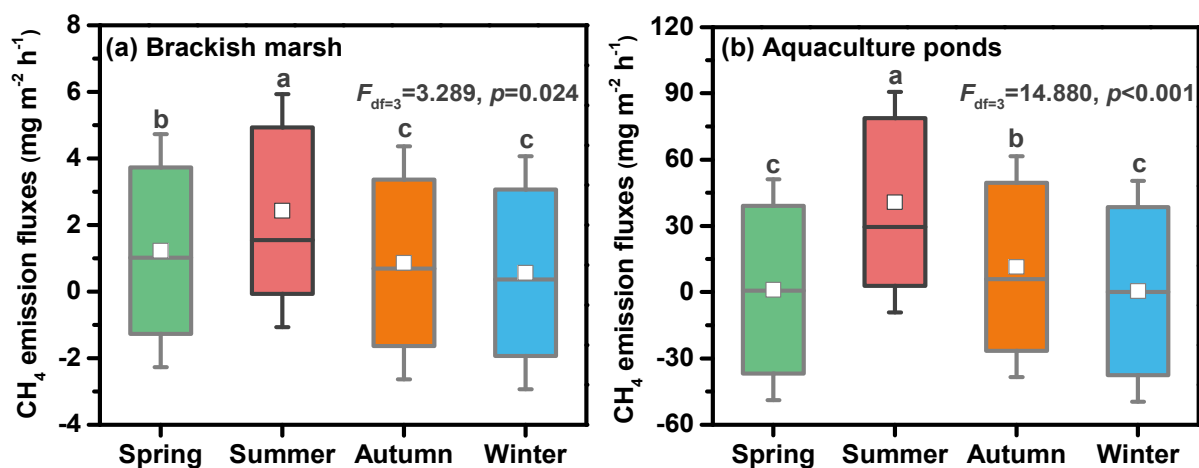 (a) Brackish marsh
CH₄ emission fluxes (mg m⁻² h⁻¹)
8
6
4
2
0
-2
-4
F_df=3=3.289, p=0.024
b
a
c
c
Spring Summer Autumn Winter
(b) Aquaculture ponds
CH₄ emission fluxes (mg m⁻² h⁻¹)
120
90
60
30
0
-30
-60
F_df=3=14.880, p<0.001
c
a
b
c
Spring Summer Autumn Winter